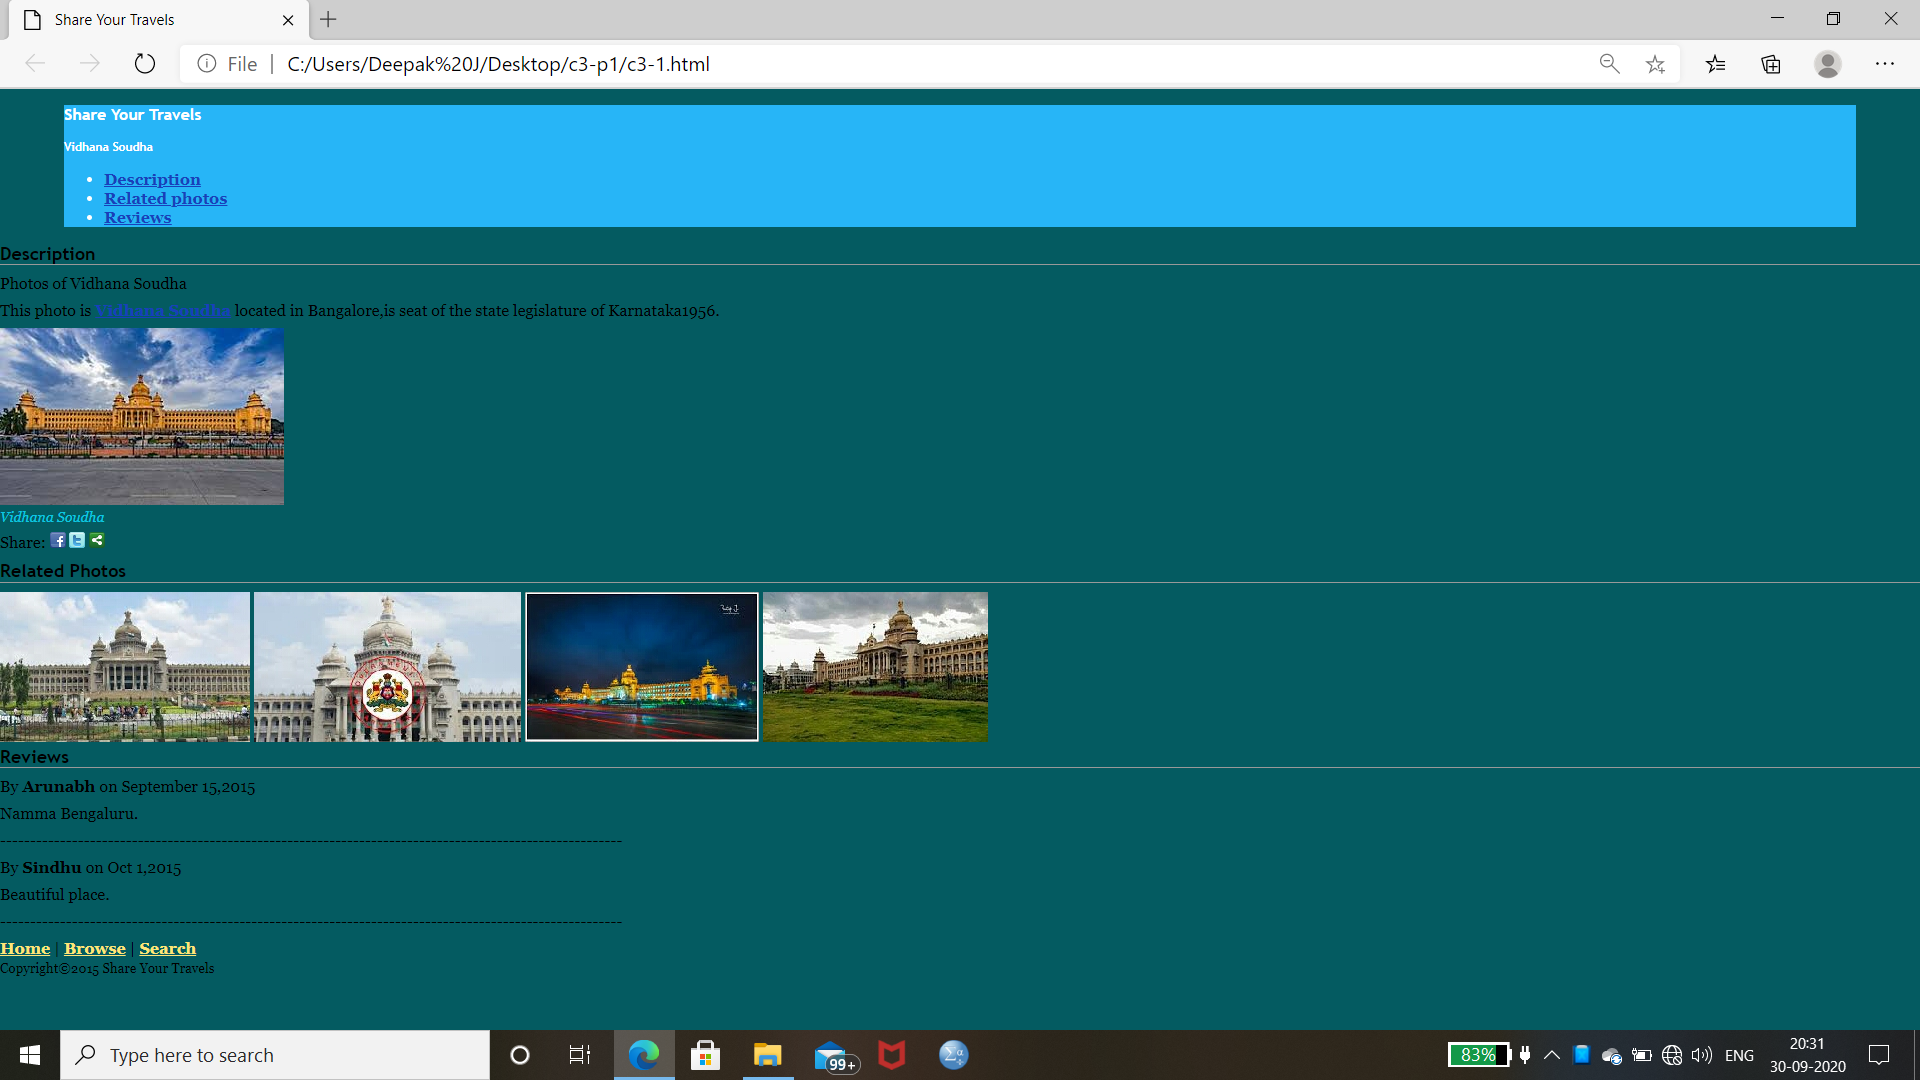 Share Your Travels
File | C:/Users/Deepak%20J/Desktop/c3-p1/c3-1.html
Share Your Travels
Vidhana Soudha
Description
Related photos
Reviews
Description
Photos of Vidhana Soudha
This photo is Vidhana Soudha located in Bangalore,is seat of the state legislature of Karnataka1956.
Vidhana Soudha
Share:
Related Photos
Reviews
By Arunabh on September 15,2015
Namma Bengaluru.
--------------------------------------------------------------------------------------------------------
By Sindhu on Oct 1,2015
Beautiful place.
--------------------------------------------------------------------------------------------------------
Home | Browse | Search
Copyright©2015 Share Your Travels
Type here to search
99+
83%
ENG
20:31
30-09-2020